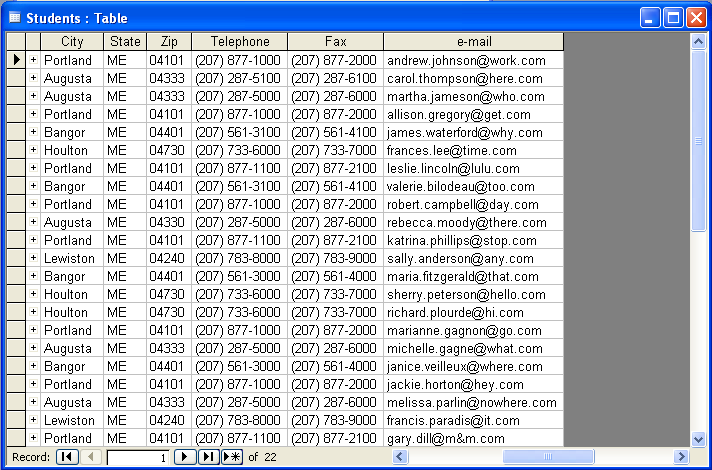 Students : Table
City State Zip Telephone Fax e-mail
+ Portland ME 04101 (207) 877-1000 (207) 877-2000 andrew.johnson@work.com
+ Augusta ME 04333 (207) 287-5100 (207) 287-6100 carol.thompson@here.com
+ Augusta ME 04333 (207) 287-5000 (207) 287-6000 martha.jameson@who.com
+ Portland ME 04101 (207) 877-1000 (207) 877-2000 allison.gregory@get.com
+ Bangor ME 04401 (207) 561-3100 (207) 561-4100 james.waterford@why.com
+ Houlton ME 04730 (207) 733-6000 (207) 733-7000 frances.lee@time.com
+ Portland ME 04101 (207) 877-1100 (207) 877-2100 leslie.lincoln@lulu.com
+ Bangor ME 04401 (207) 561-3100 (207) 561-4100 valerie.bilodeau@too.com
+ Portland ME 04101 (207) 877-1000 (207) 877-2000 robert.campbell@day.com
+ Augusta ME 04330 (207) 287-5000 (207) 287-6000 rebecca.moody@there.com
+ Portland ME 04101 (207) 877-1100 (207) 877-2100 katrina.phillips@stop.com
+ Lewiston ME 04240 (207) 783-8000 (207) 783-9000 sally.anderson@any.com
+ Bangor ME 04401 (207) 561-3000 (207) 561-4000 maria.fitzgerald@that.com
+ Houlton ME 04730 (207) 733-6000 (207) 733-7000 sherry.peterson@hello.com
+ Houlton ME 04730 (207) 733-6000 (207) 733-7000 richard.plourde@hi.com
+ Portland ME 04101 (207) 877-1000 (207) 877-2000 marianne.gagnon@go.com
+ Augusta ME 04333 (207) 287-5000 (207) 287-6000 michelle.gagne@what.com
+ Bangor ME 04401 (207) 561-3000 (207) 561-4000 janice.veilleux@where.com
+ Portland ME 04101 (207) 877-1000 (207) 877-2000 jackie.horton@hey.com
+ Augusta ME 04333 (207) 287-5000 (207) 287-6000 melissa.parlin@nowhere.com
+ Lewiston ME 04240 (207) 783-8000 (207) 783-9000 francis.paradis@it.com
+ Portland ME 04101 (207) 877-1100 (207) 877-2100 gary.dill@m&m.com
Record: 1 of 22